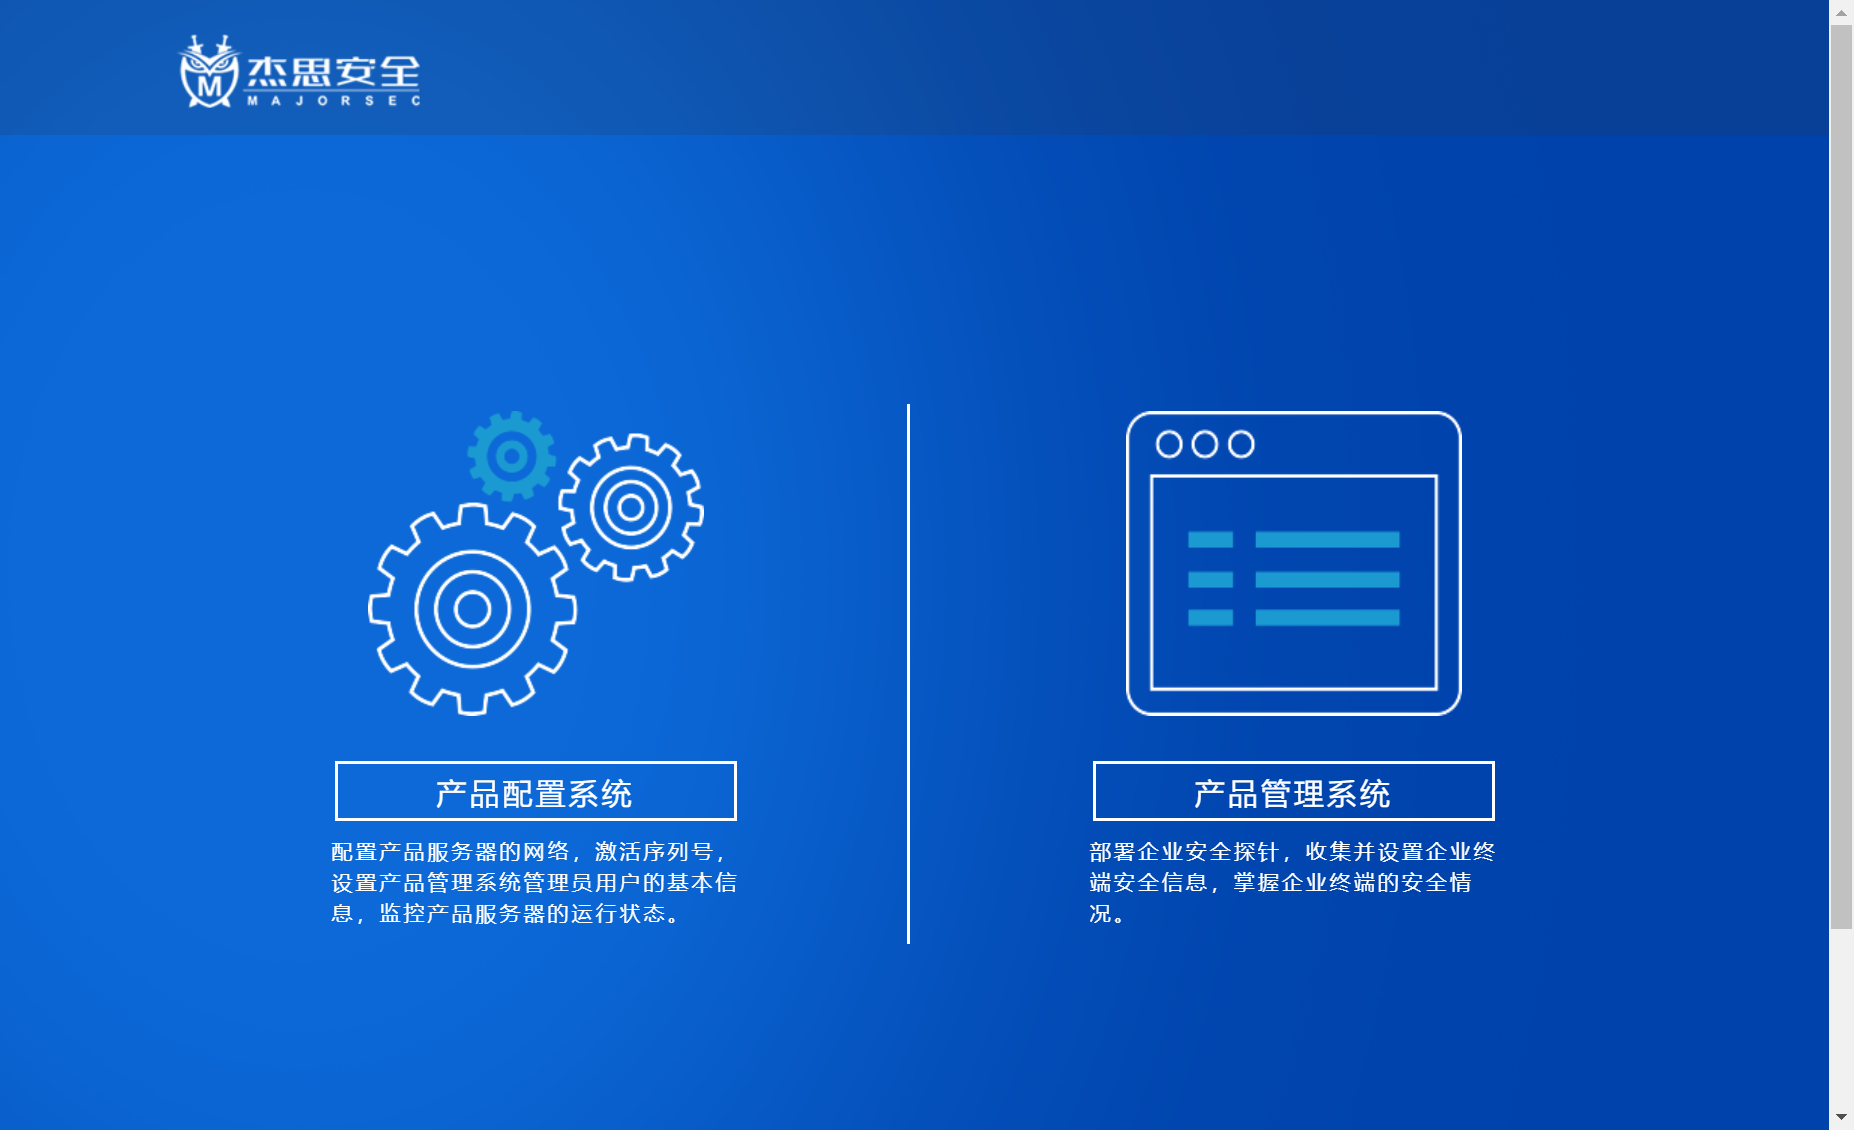 杰思安全
MAJORSEC
产品配置系统
配置产品服务器的网络，激活序列号，
设置产品管理系统管理员用户的基本信
息，监控产品服务器的运行状态。
产品管理系统
部署企业安全探针，收集并设置企业终
端安全信息，掌握企业终端的安全情
况。